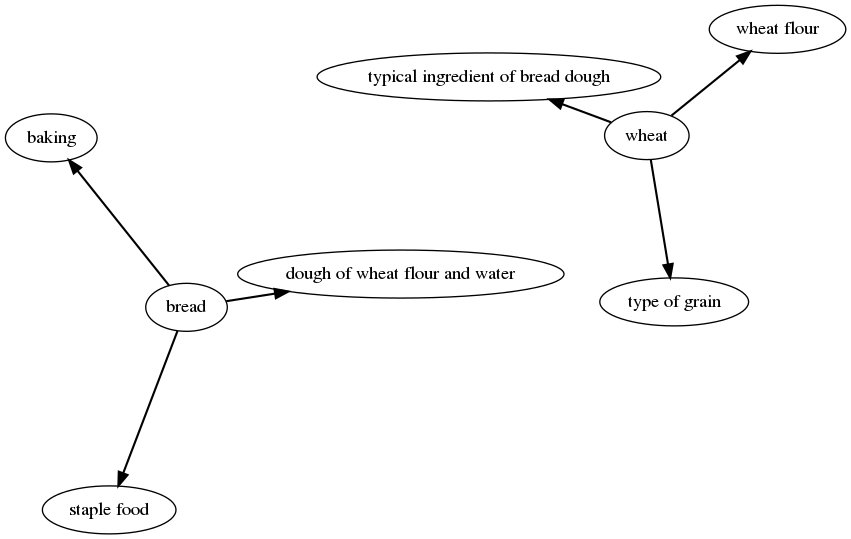 wheat flour
typical ingredient of bread dough
wheat
baking
dough of wheat flour and water
type of grain
bread
staple food